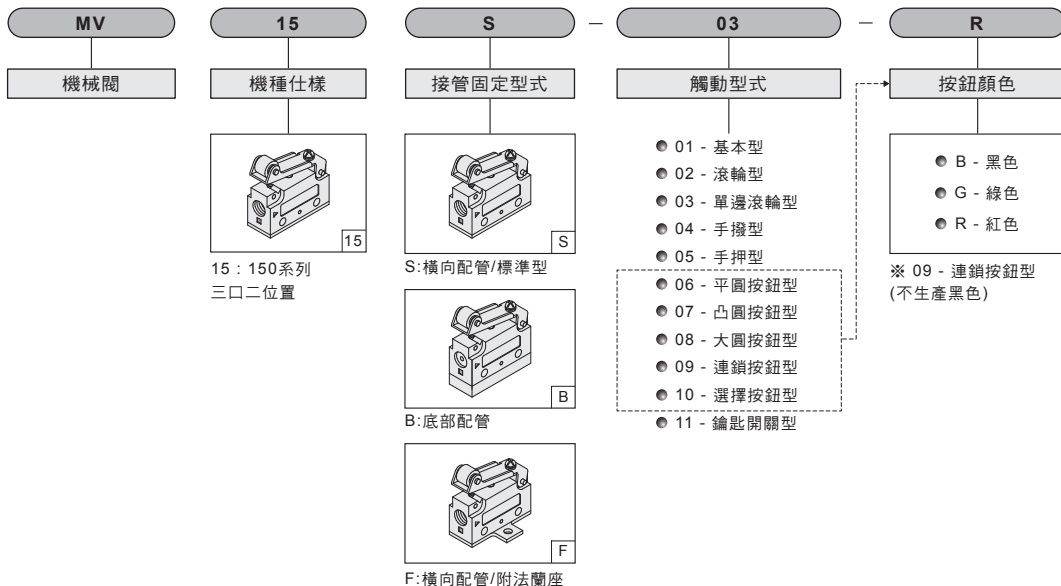 MV 15 S — 03 — R
機械閥
機種仕樣
接管固定型式
觸動型式
按鈕顏色
15
15 : 150系列
三口二位置
S
S:橫向配管/標準型
B
B:底部配管
F
F:橫向配管/附法蘭座
01 - 基本型
02 - 滾輪型
03 - 單邊滾輪型
04 - 手撥型
05 - 手押型
06 - 平圓按鈕型
07 - 凸圓按鈕型
08 - 大圓按鈕型
09 - 連鎖按鈕型
10 - 選擇按鈕型
11 - 鑰匙開關型
B - 黑色
G - 綠色
R - 紅色
※ 09 - 連鎖按鈕型
(不生產黑色)